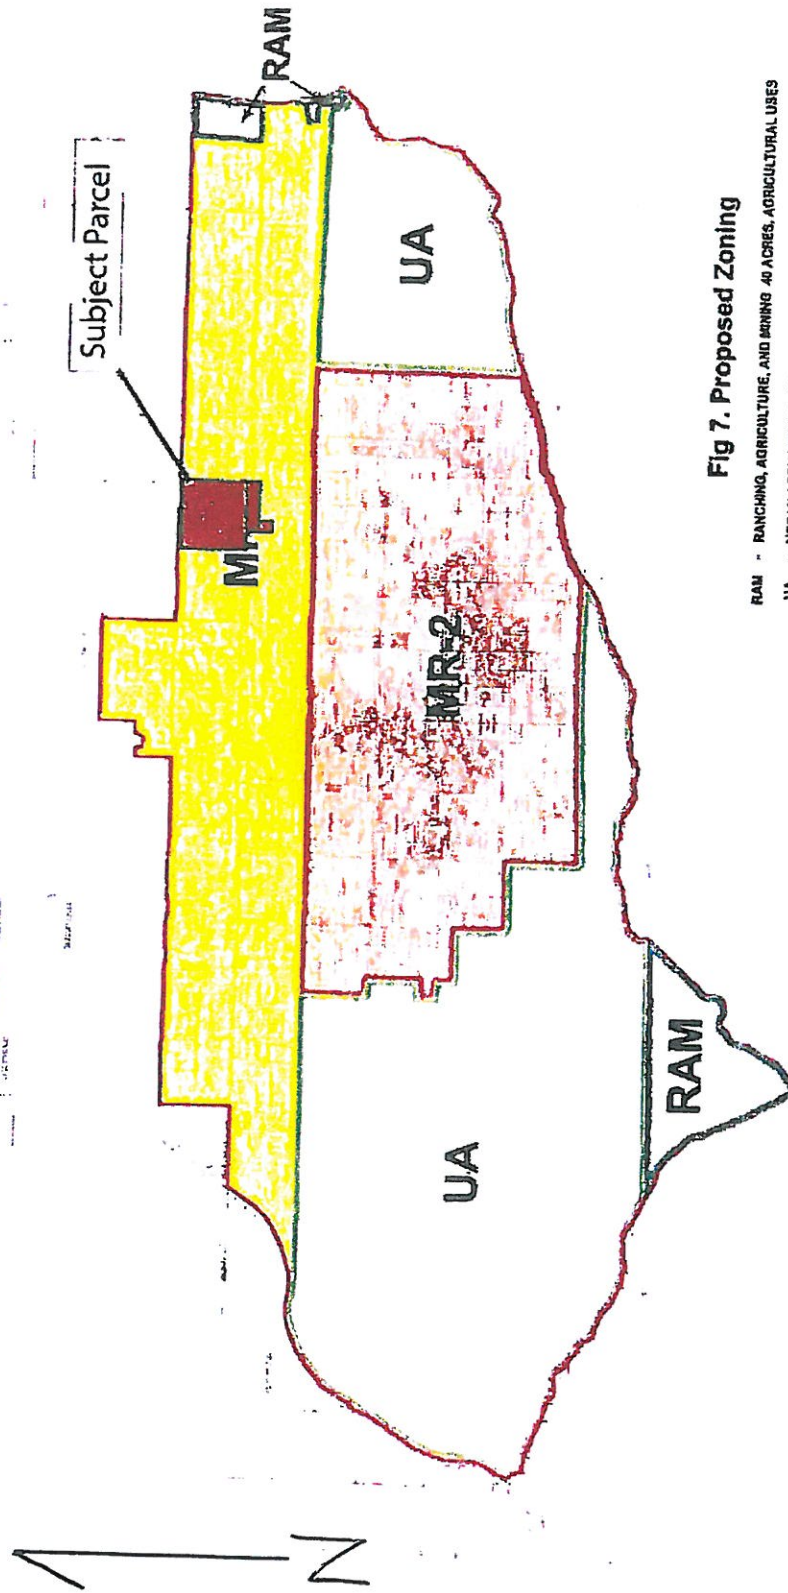 Subject Parcel
RAM
UA
MR-2
UA
RAM
N
Fig 7. Proposed Zoning
RAM - RANCHING, AGRICULTURE, AND MINING 40 ACRES, AGRICULTURAL USES